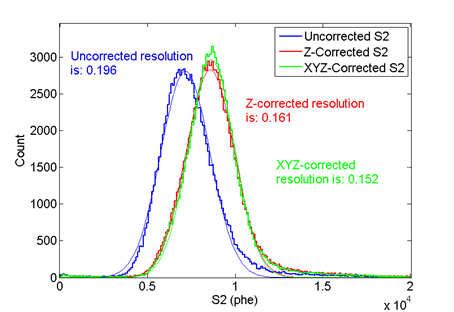 Uncorrected S2
Z-Corrected S2
XYZ-Corrected S2
Uncorrected resolution
is: 0.196
Z-corrected resolution
is: 0.161
XYZ-corrected
resolution is: 0.152
Count
3000
2500
2000
1500
1000
500
0
0 0.5 1 1.5 2
S2 (phe)
x 10^4